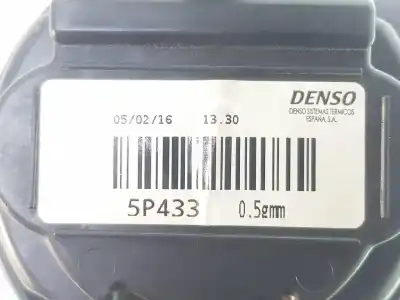 05/02/16 13.30
DENSO
DENSO SISTEMAS TERMICOS
ESPAÑA, S.A.
5P433 0.5gmm